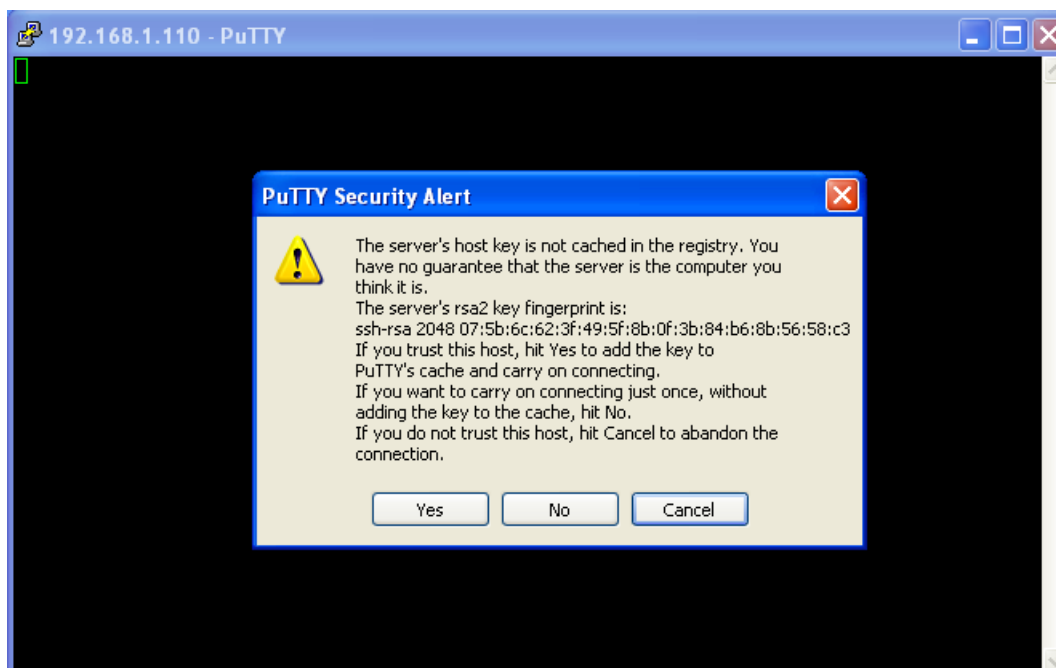 192.168.1.110 - PuTTY
PuTTY Security Alert
The server's host key is not cached in the registry. You
have no guarantee that the server is the computer you
think it is.
The server's rsa2 key fingerprint is:
ssh-rsa 2048 07:5b:6c:62:3f:49:5f:8b:0f:3b:84:b6:8b:56:58:c3
If you trust this host, hit Yes to add the key to
PuTTY's cache and carry on connecting.
If you want to carry on connecting just once, without
adding the key to the cache, hit No.
If you do not trust this host, hit Cancel to abandon the
connection.
Yes No Cancel